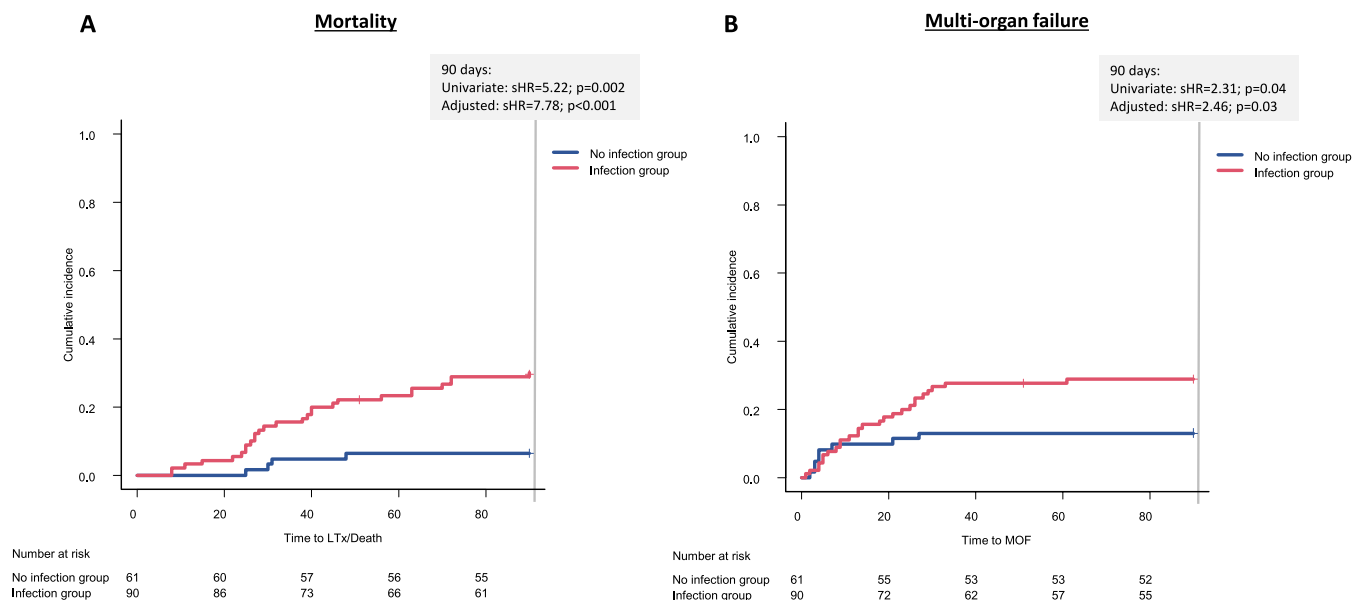 A
Mortality
90 days:
Univariate: sHR=5.22; p=0.002
Adjusted: sHR=7.78; p<0.001
No infection group
Infection group
Cumulative incidence
1.0
0.8
0.6
0.4
0.2
0.0
0 20 40 60 80
Time to LTx/Death
Number at risk
No infection group 61 60 57 56 55
Infection group 90 86 73 66 61
B
Multi-organ failure
90 days:
Univariate: sHR=2.31; p=0.04
Adjusted: sHR=2.46; p=0.03
No infection group
Infection group
Cumulative incidence
1.0
0.8
0.6
0.4
0.2
0.0
0 20 40 60 80
Time to MOF
Number at risk
No infection group 61 55 53 53 52
Infection group 90 72 62 57 55